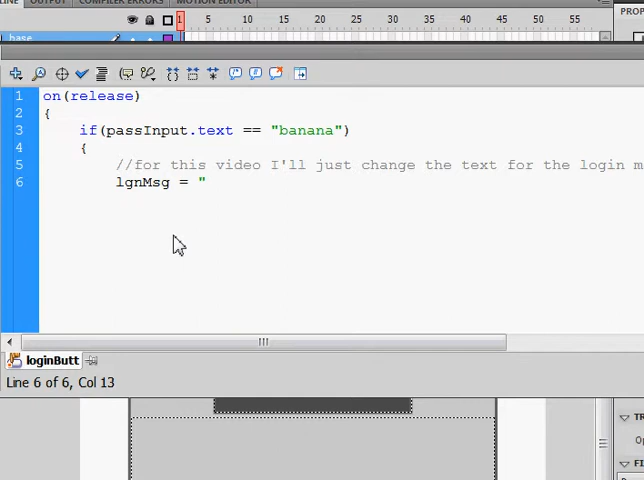 OUTPUT COMPILER ERRORS MOTION EDITOR
1 5 10 15 20 25 30 35 40 45 50 55
base
1 on(release)
2 {
3 if(passInput.text == "banana")
4 {
5 //for this video I'll just change the text for the login m
6 lgnMsg = "
loginButt
Line 6 of 6, Col 13